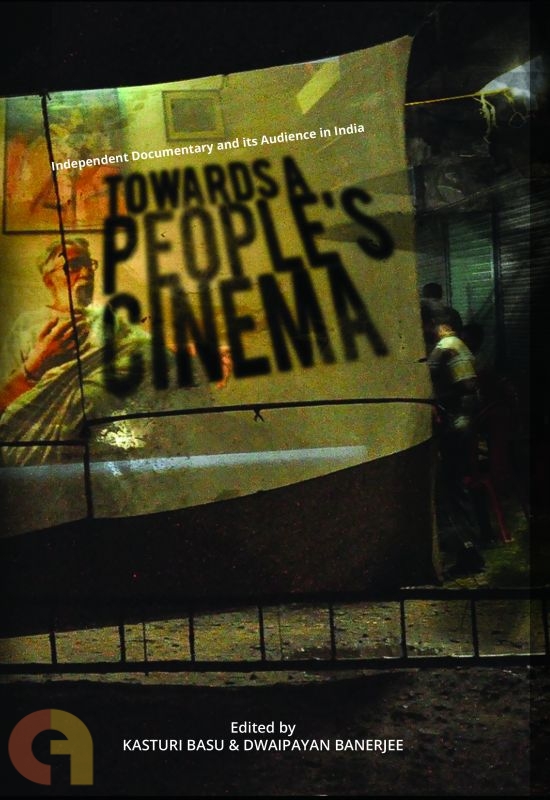 Independent Documentary and its Audience in India
TOWARDS A
PEOPLE'S
CINEMA
Edited by
KASTURI BASU & DWAIPAYAN BANERJEE